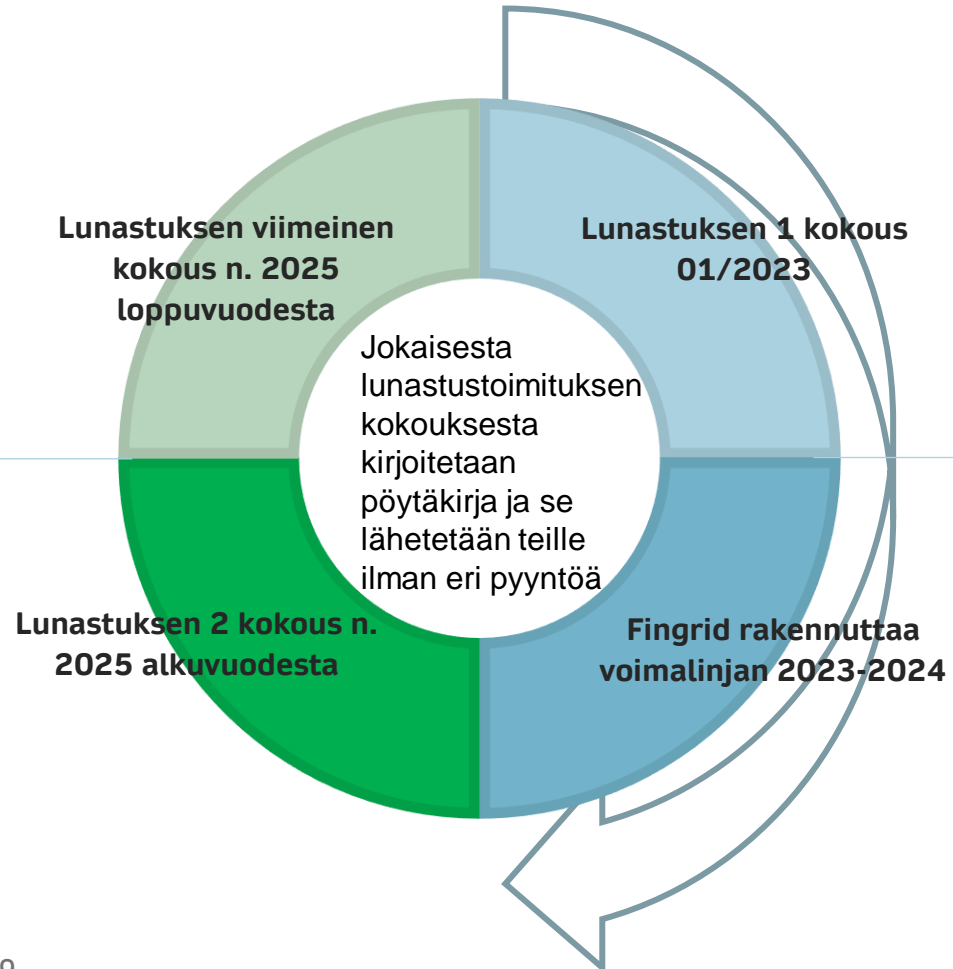 Lunastuksen viimeinen
kokous n. 2025
loppuvuodesta
Lunastuksen 1 kokous
01/2023
Jokaisesta
lunastustoimituksen
kokouksesta
kirjoitetaan
pöytäkirja ja se
lähetetään teille
ilman eri pyyntöä
Lunastuksen 2 kokous n.
2025 alkuvuodesta
Fingrid rakennuttaa
voimalinjan 2023-2024